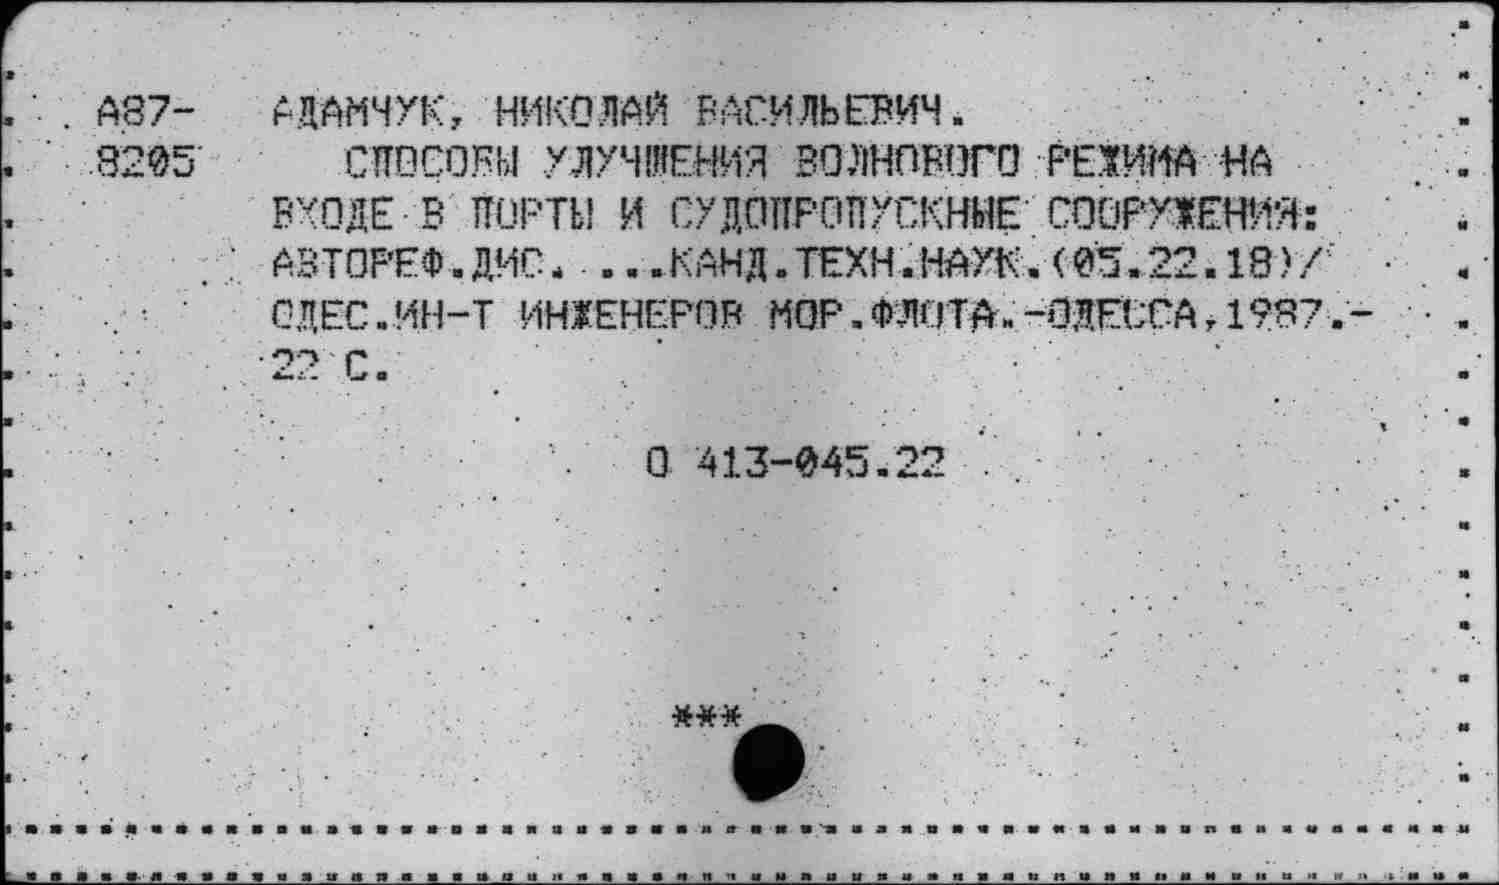 А87- АДАМЧУК, НИКОЛАЙ ВАСИЛЬЕВИЧ.
8205 СПОСОБЫ УЛУЧШЕНИЯ ВОЛНОВОГО РЕЖИМА НА
ВХОДЕ В ПОРТЫ И СУДОПРОПУСКНЫЕ СООРУЖЕНИЯ:
АВТОРЕФ.ДИС. ...КАНД.ТЕХН.НАУК.(05.22.18)/
ОДЕС.ИН-Т ИНЖЕНЕРОВ МОР.ФЛОТА.-ОДЕССА,1987.-
22 С.
О 413-045.22
***